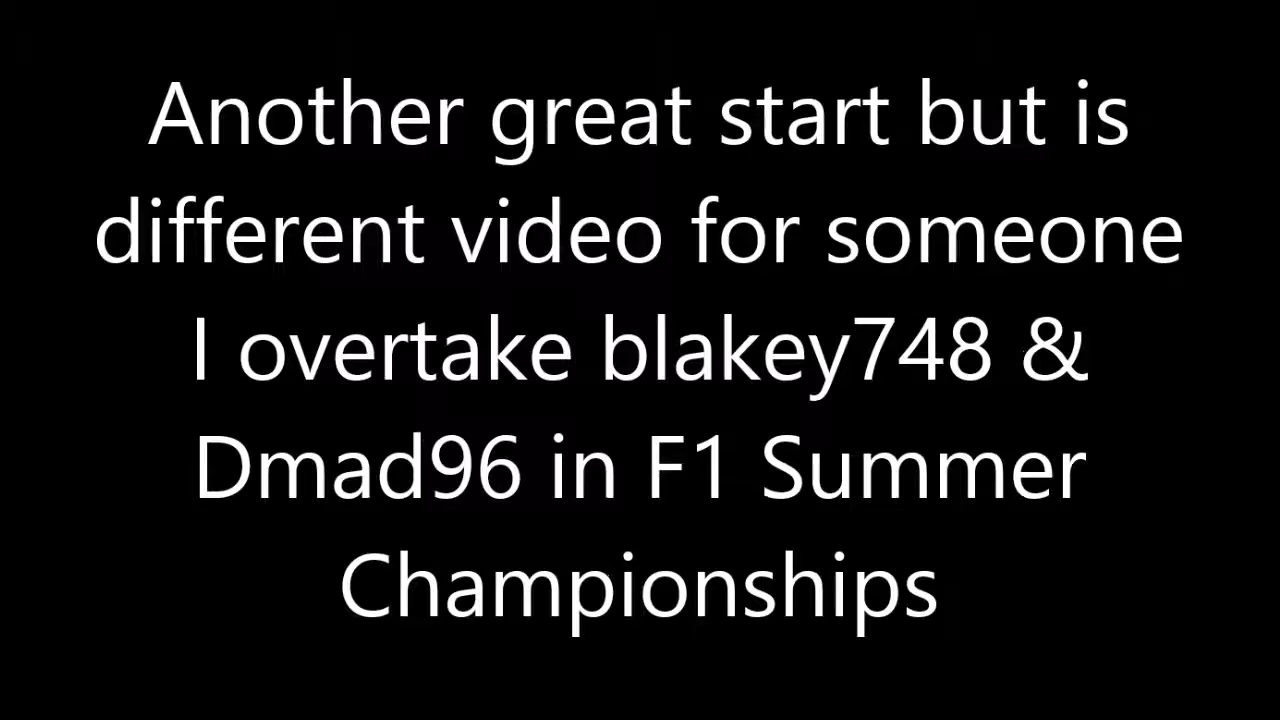 Another great start but is
different video for someone
I overtake blakey748 &
Dmad96 in F1 Summer
Championships